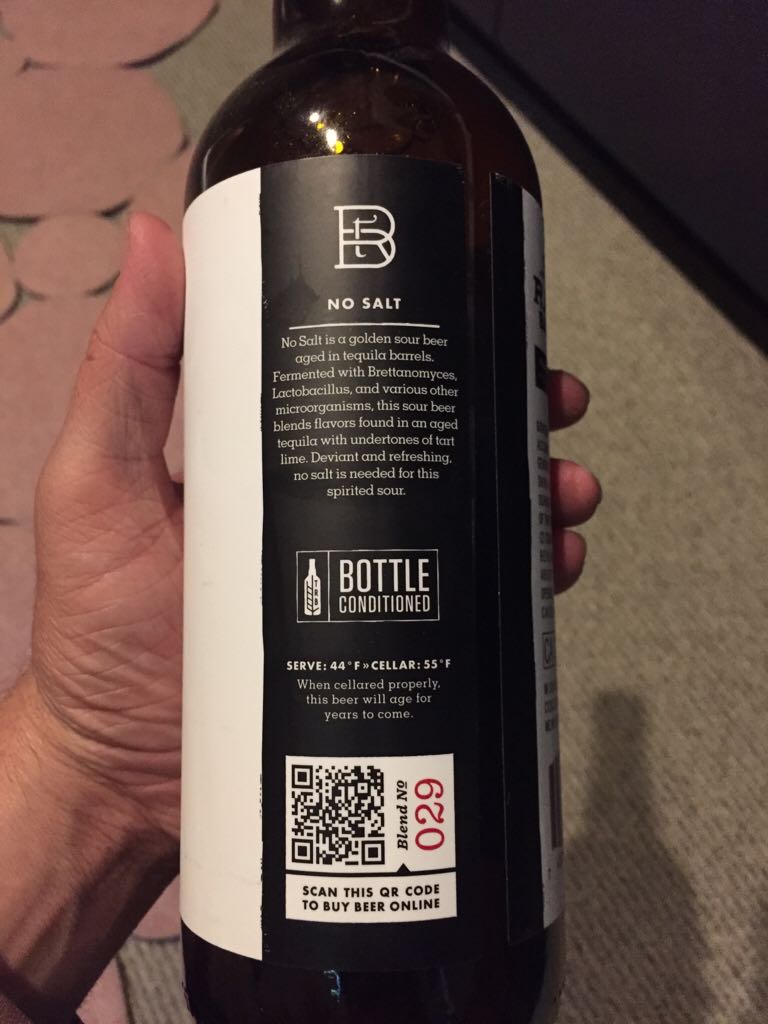 NO SALT
No Salt is a golden sour beer
aged in tequila barrels.
Fermented with Brettanomyces,
Lactobacillus, and various other
microorganisms, this sour beer
blends flavors found in an aged
tequila with undertones of tart
lime. Deviant and refreshing,
no salt is needed for this
spirited sour.
TRB
BOTTLE
CONDITIONED
SERVE: 44°F » CELLAR: 55°F
When cellared properly,
this beer will age for
years to come.
Blend Nº
029
SCAN THIS QR CODE
TO BUY BEER ONLINE